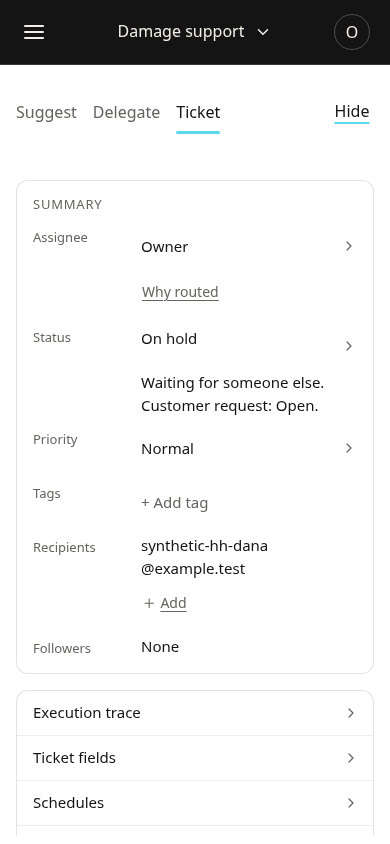 Damage support
O
Suggest Delegate Ticket Hide
SUMMARY
Assignee Owner
Why routed
Status On hold
Waiting for someone else.
Customer request: Open.
Priority Normal
Tags + Add tag
Recipients synthetic-hh-dana
@example.test
+ Add
Followers None
Execution trace
Ticket fields
Schedules